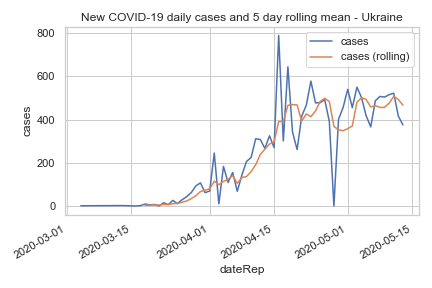 New COVID-19 daily cases and 5 day rolling mean - Ukraine
cases
cases (rolling)
800
600
400
200
0
cases
2020-03-01
2020-03-15
2020-04-01
2020-04-15
2020-05-01
2020-05-15
dateRep